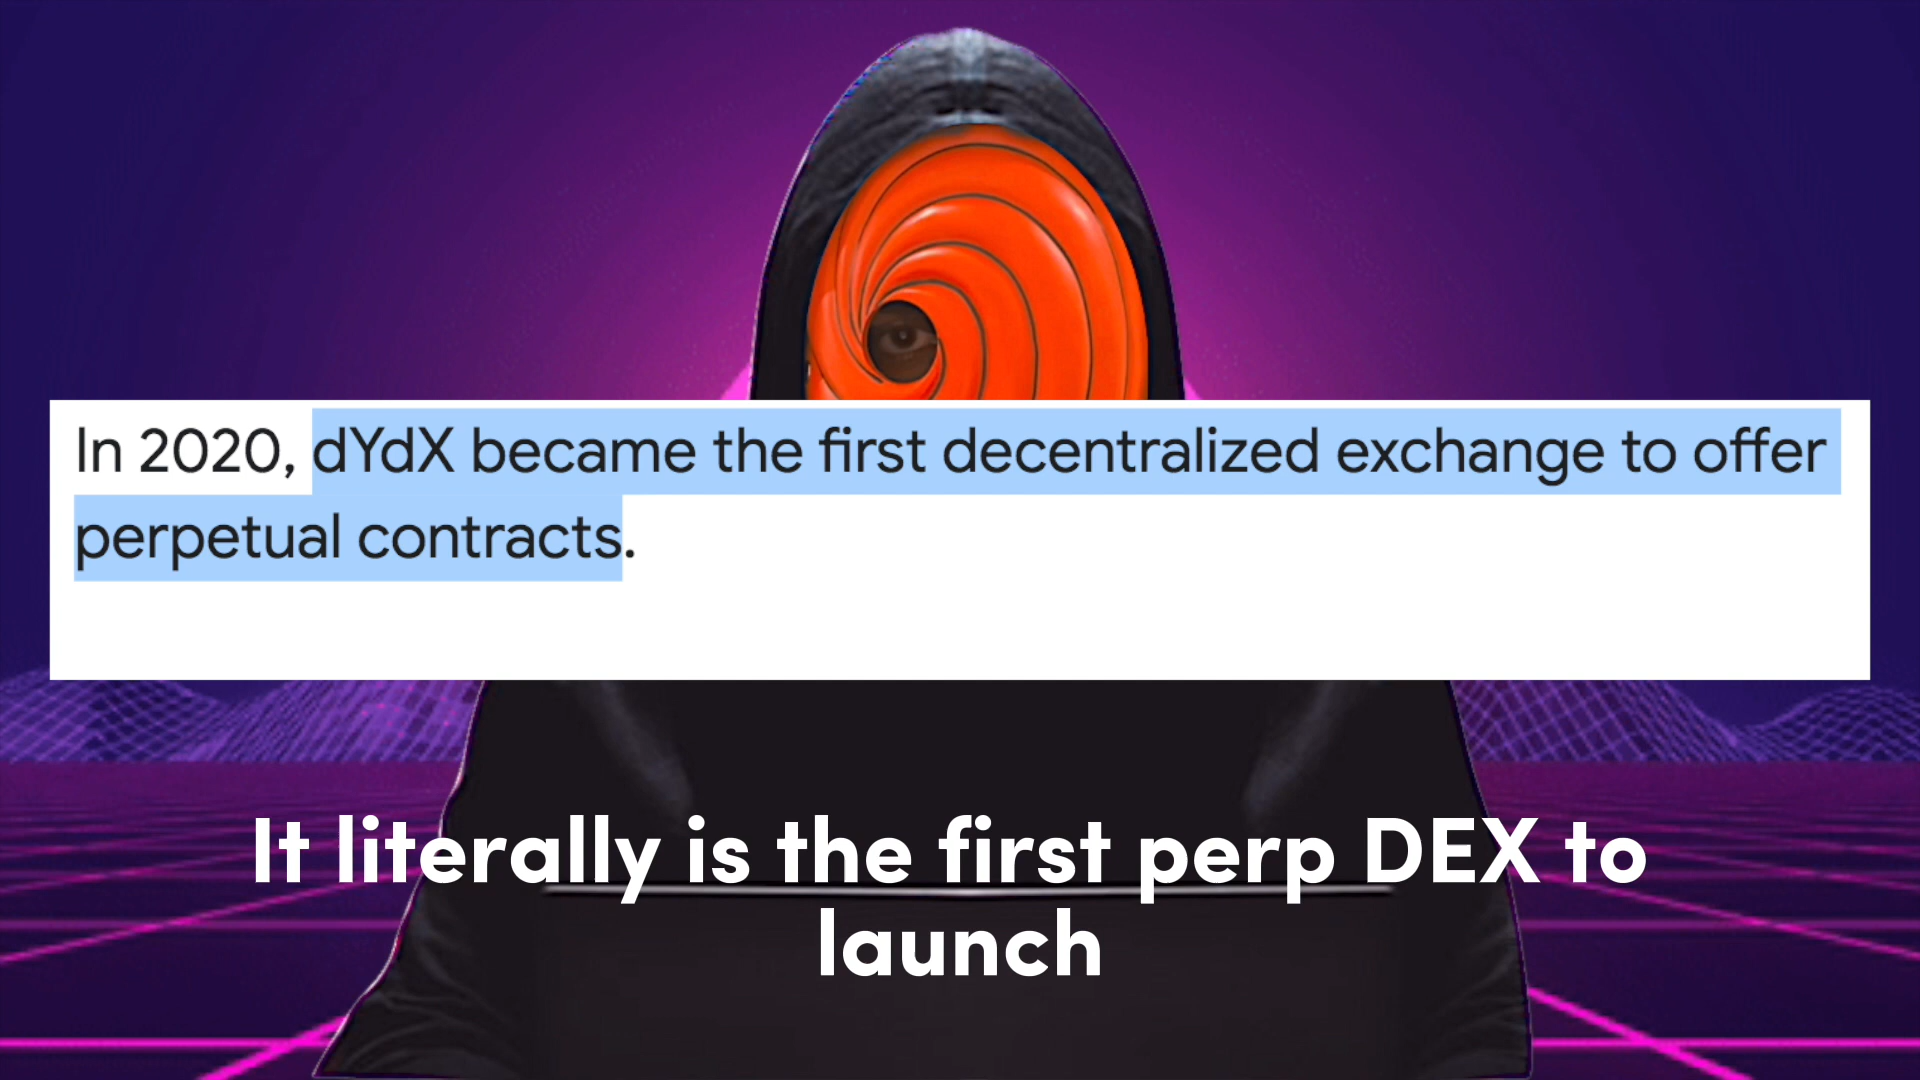 In 2020, dYdX became the first decentralized exchange to offer
perpetual contracts.
It literally is the first perp DEX to
launch